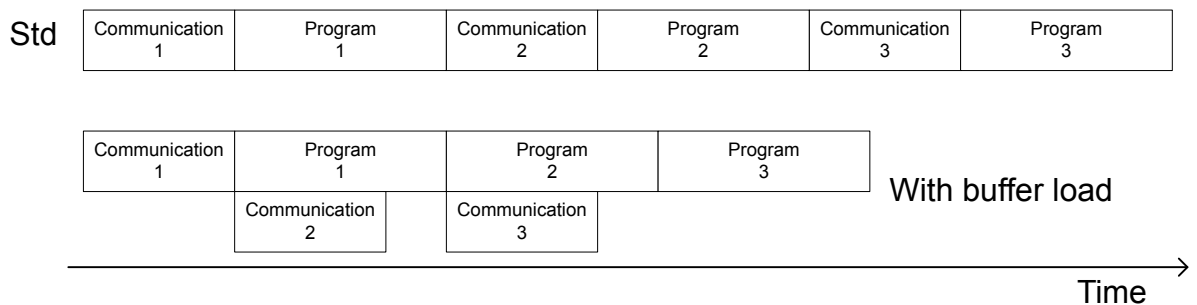 Std
Communication
1
Program
1
Communication
2
Program
2
Communication
3
Program
3
Communication
1
Program
1
Program
2
Program
3
With buffer load
Communication
2
Communication
3
Time